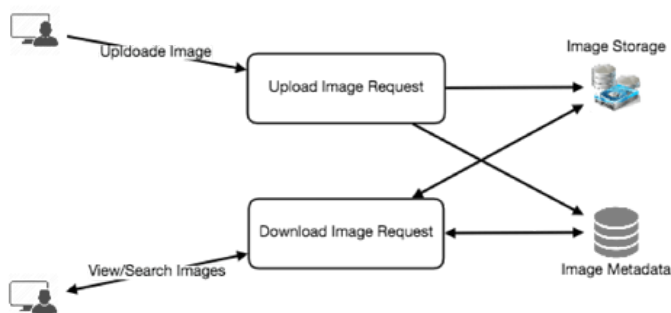 Upldoade Image
Image Storage
Upload Image Request
Download Image Request
View/Search Images
Image Metadata